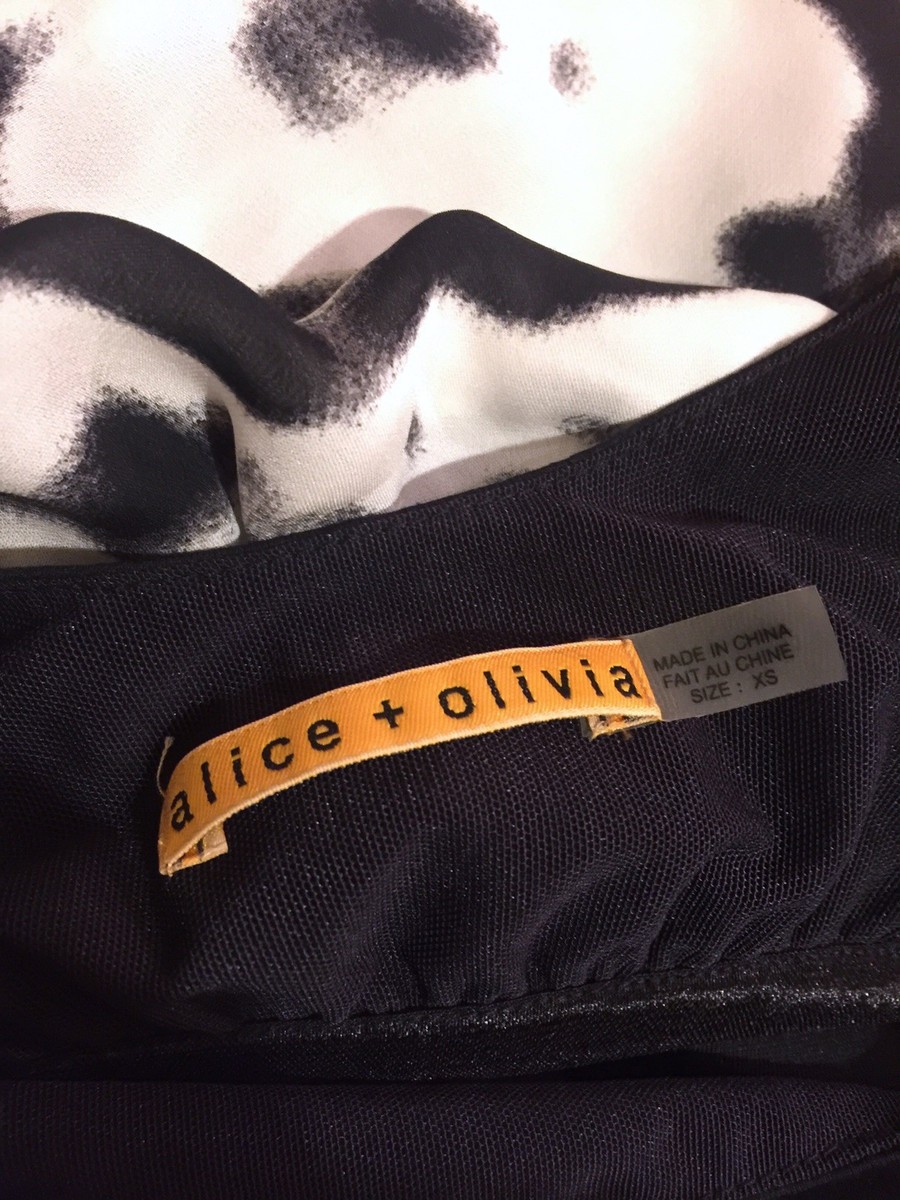 alice + olivia
MADE IN CHINA
FAIT AU CHINE
SIZE : XS